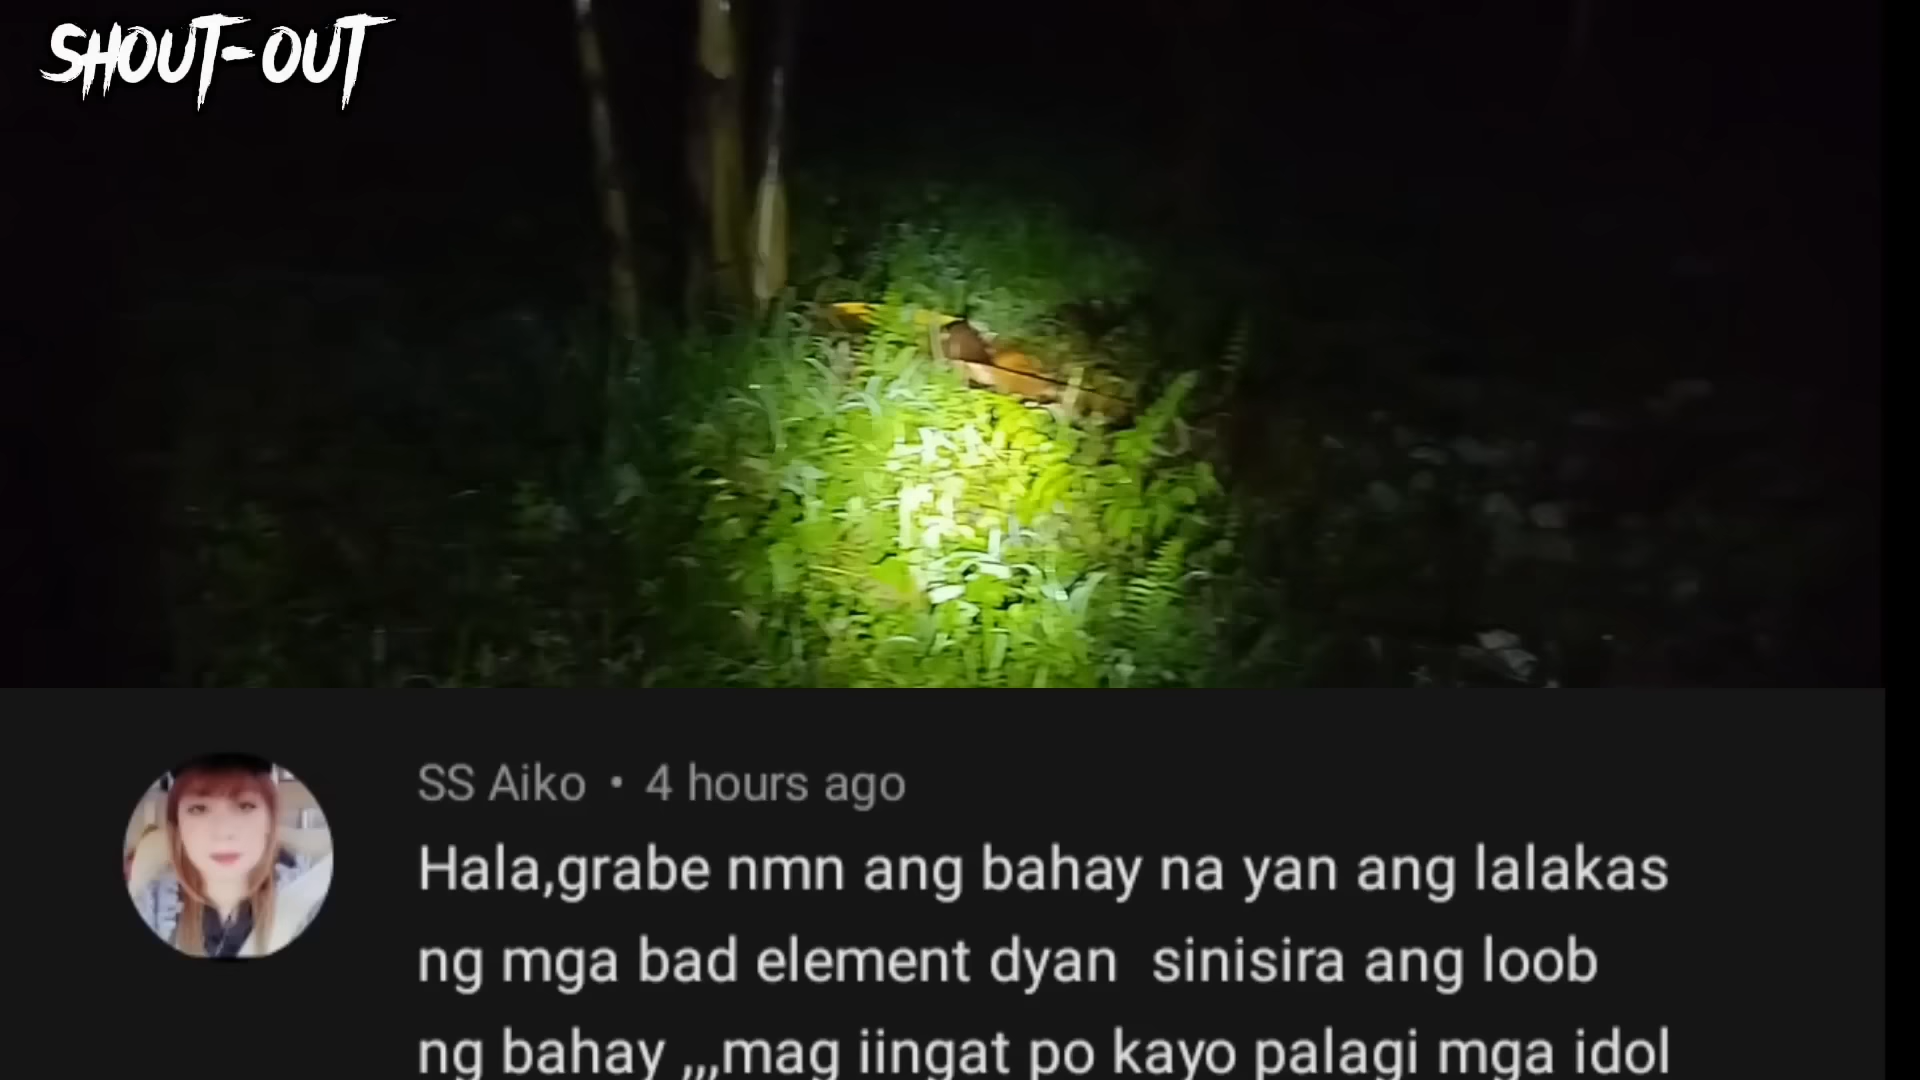 SHOUT-OUT
SS Aiko • 4 hours ago
Hala,grabe nmn ang bahay na yan ang lalakas
ng mga bad element dyan  sinisira ang loob
ng bahay ,,,mag iingat po kayo palagi mga idol